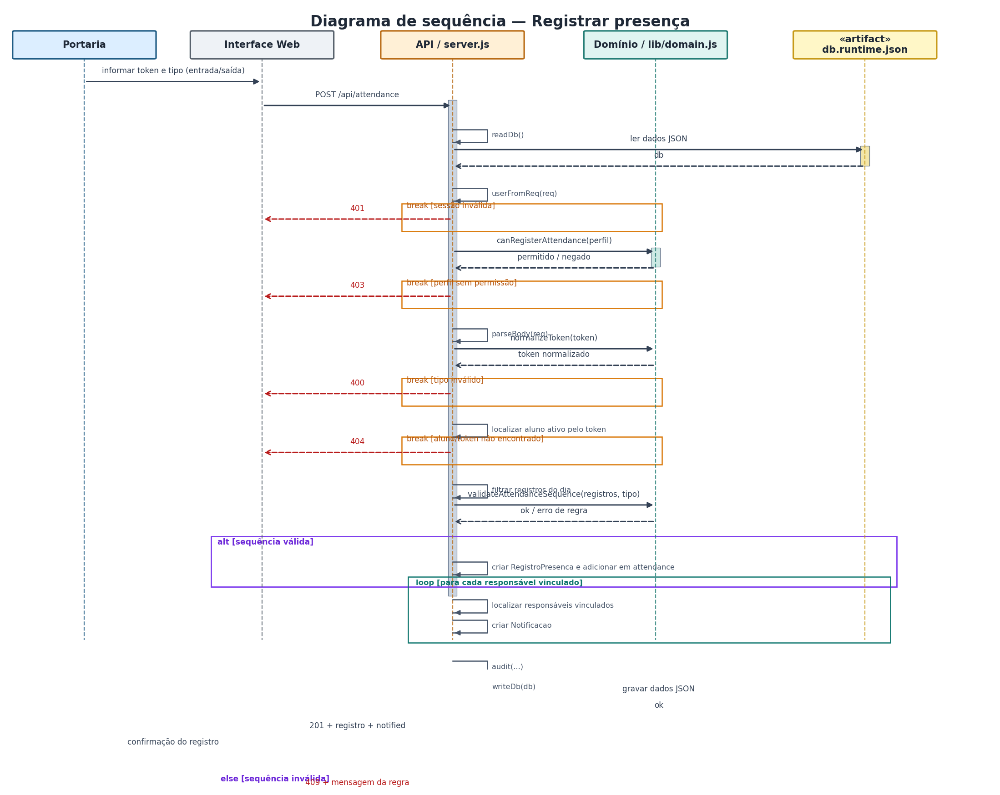 Diagrama de sequência — Registrar presença
Portaria
Interface Web
API / server.js
Domínio / lib/domain.js
«artifact»
db.runtime.json
informar token e tipo (entrada/saída)
POST /api/attendance
readDb()
ler dados JSON
db
userFromReq(req)
break [sessão inválida]
401
canRegisterAttendance(perfil)
permitido / negado
break [perfil sem permissão]
403
parseBody(req)
normalizeToken(token)
token normalizado
break [tipo inválido]
400
localizar aluno ativo pelo token
break [aluno/token não encontrado]
404
filtrar registros do dia
validateAttendanceSequence(registros, tipo)
ok / erro de regra
alt [sequência válida]
criar RegistroPresenca e adicionar em attendance
loop [para cada responsável vinculado]
localizar responsáveis vinculados
criar Notificacao
audit(...)
writeDb(db)
gravar dados JSON
ok
201 + registro + notified
confirmação do registro
else [sequência inválida]
409 + mensagem da regra